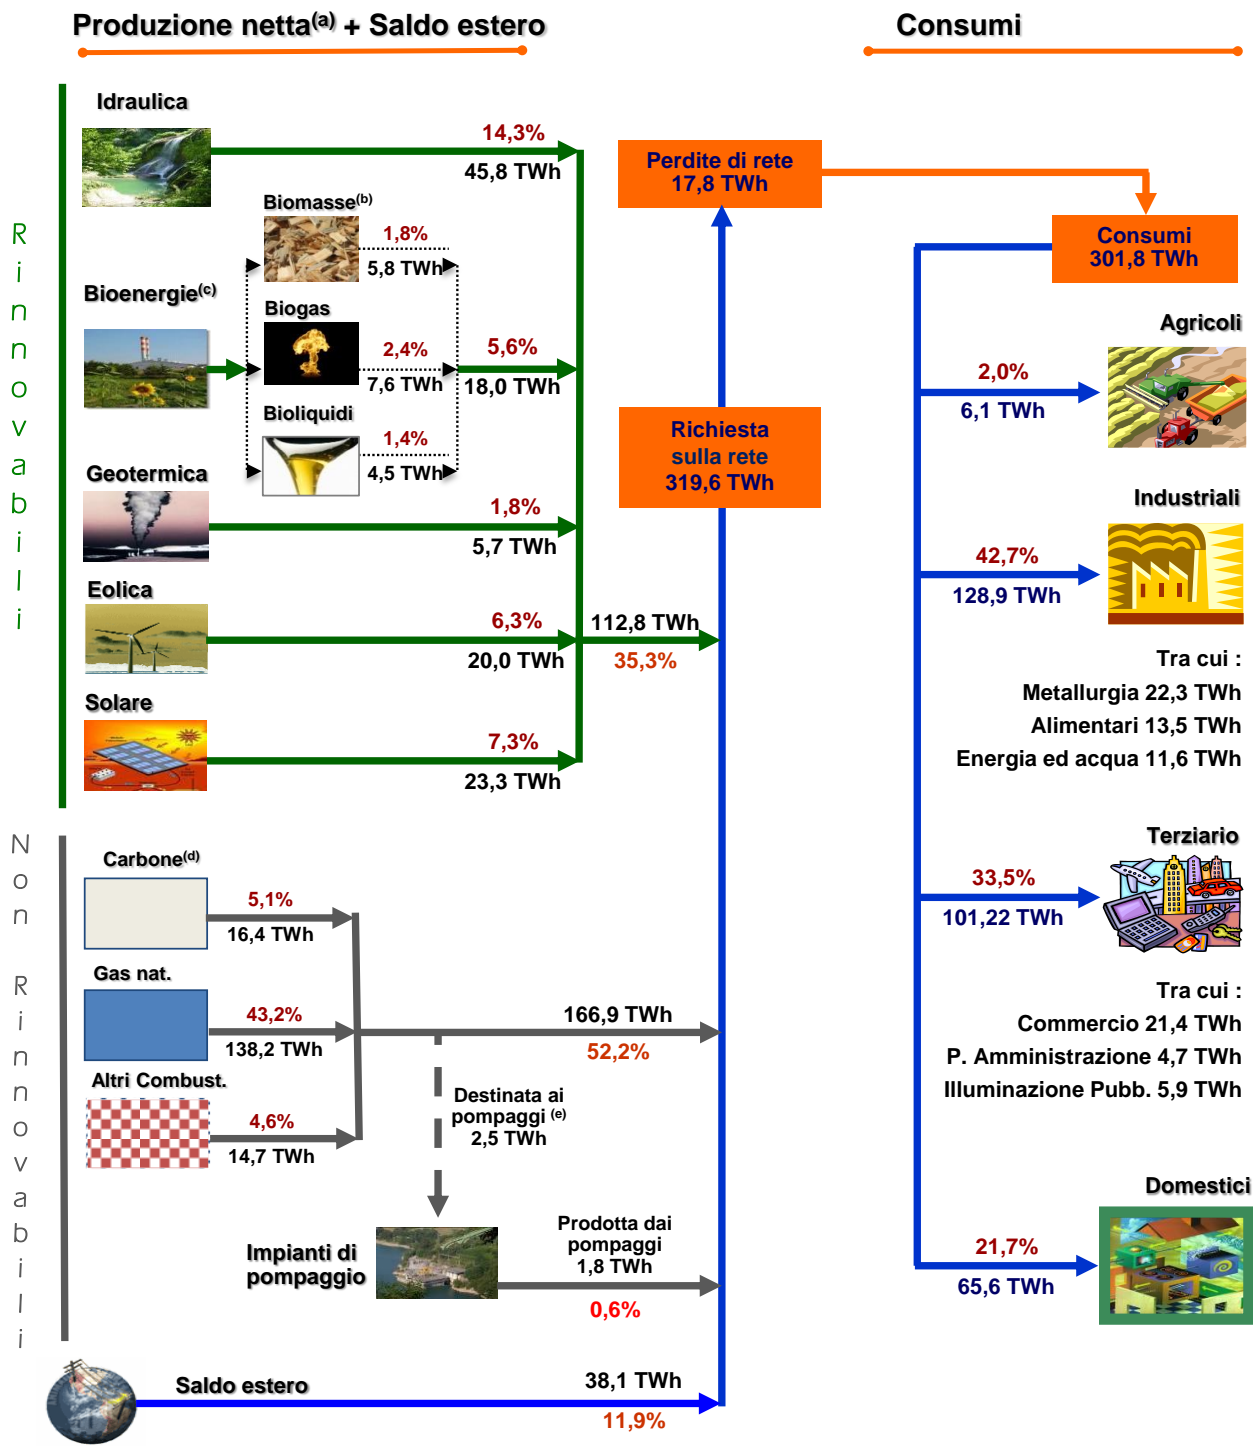 Produzione netta(a) + Saldo estero
Consumi
Rinnovabili
Idraulica
14,3%
45,8 TWh
Biomasse(b)
1,8%
5,8 TWh
Bioenergie(c)
Biogas
2,4%
7,6 TWh
5,6%
18,0 TWh
Bioliquidi
1,4%
4,5 TWh
Geotermica
1,8%
5,7 TWh
Eolica
6,3%
20,0 TWh
112,8 TWh
35,3%
Solare
7,3%
23,3 TWh
Non Rinnovabili
Carbone(d)
5,1%
16,4 TWh
Gas nat.
43,2%
138,2 TWh
166,9 TWh
52,2%
Altri Combust.
4,6%
14,7 TWh
Destinata ai
pompaggi (e)
2,5 TWh
Impianti di
pompaggio
Prodotta dai
pompaggi
1,8 TWh
0,6%
Saldo estero
38,1 TWh
11,9%
Perdite di rete
17,8 TWh
Richiesta
sulla rete
319,6 TWh
Consumi
301,8 TWh
Agricoli
2,0%
6,1 TWh
Industriali
42,7%
128,9 TWh
Tra cui :
Metallurgia 22,3 TWh
Alimentari 13,5 TWh
Energia ed acqua 11,6 TWh
Terziario
33,5%
101,22 TWh
Tra cui :
Commercio 21,4 TWh
P. Amministrazione 4,7 TWh
Illuminazione Pubb. 5,9 TWh
Domestici
21,7%
65,6 TWh